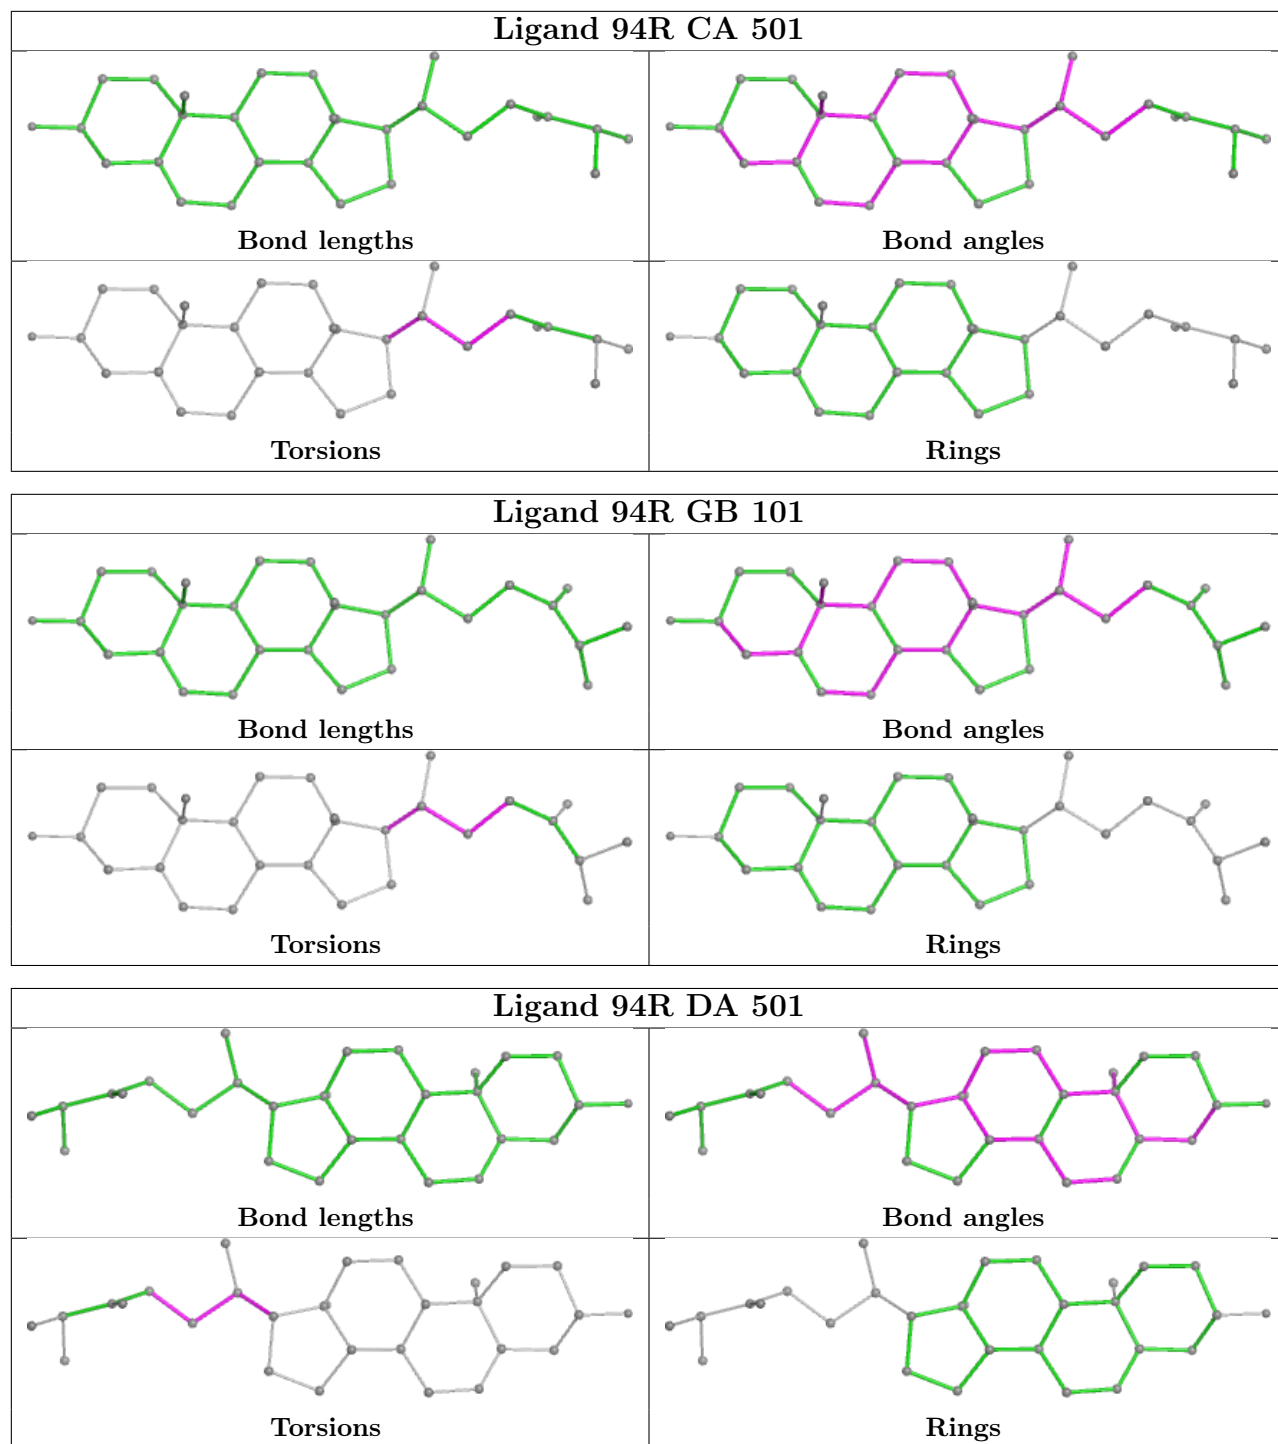 Ligand 94R CA 501
Bond lengths
Bond angles
Torsions
Rings
Ligand 94R GB 101
Bond lengths
Bond angles
Torsions
Rings
Ligand 94R DA 501
Bond lengths
Bond angles
Torsions
Rings